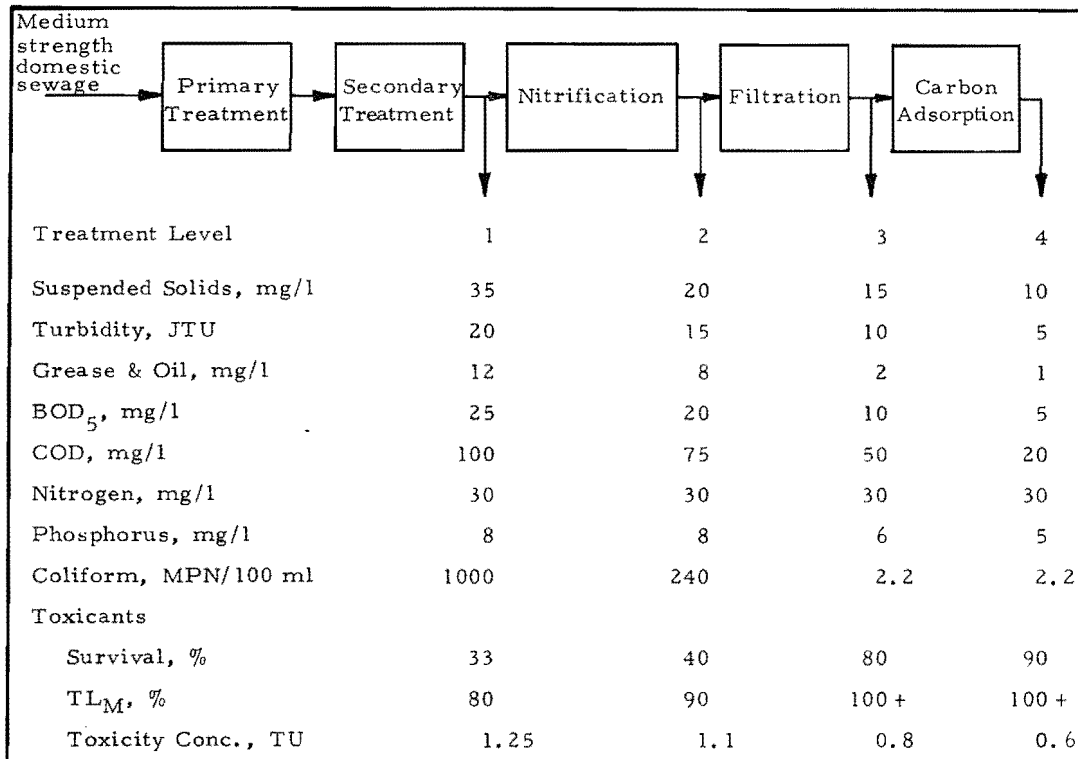 Medium
strength
domestic
sewage
Primary
Treatment
Secondary
Treatment
Nitrification
Filtration
Carbon
Adsorption
Treatment Level 1 2 3 4
Suspended Solids, mg/l 35 20 15 10
Turbidity, JTU 20 15 10 5
Grease & Oil, mg/l 12 8 2 1
BOD5, mg/l 25 20 10 5
COD, mg/l 100 75 50 20
Nitrogen, mg/l 30 30 30 30
Phosphorus, mg/l 8 8 6 5
Coliform, MPN/100 ml 1000 240 2.2 2.2
Toxicants
Survival, % 33 40 80 90
TLM, % 80 90 100+ 100+
Toxicity Conc., TU 1.25 1.1 0.8 0.6